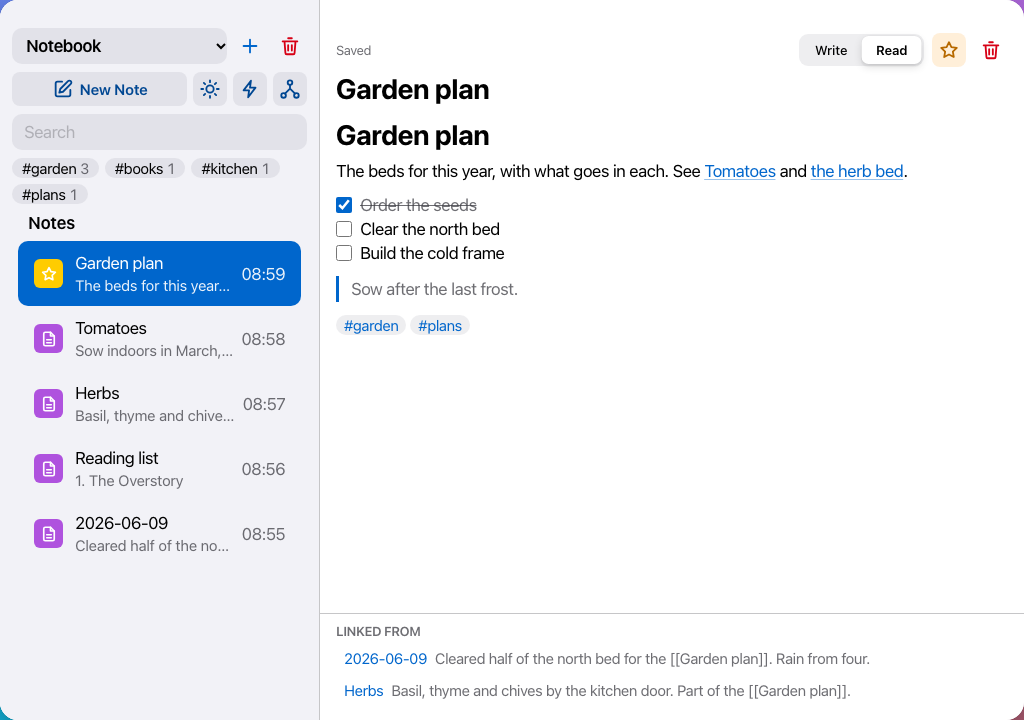 Notebook
New Note
Search
#garden 3
#books 1
#kitchen 1
#plans 1
Notes
Garden plan
The beds for this year...
08:59
Tomatoes
Sow indoors in March,...
08:58
Herbs
Basil, thyme and chive...
08:57
Reading list
1. The Overstory
08:56
2026-06-09
Cleared half of the no...
08:55
Saved
Write
Read
Garden plan
Garden plan
The beds for this year, with what goes in each. See Tomatoes and the herb bed.
Order the seeds
Clear the north bed
Build the cold frame
Sow after the last frost.
#garden #plans
LINKED FROM
2026-06-09 Cleared half of the north bed for the [[Garden plan]]. Rain from four.
Herbs Basil, thyme and chives by the kitchen door. Part of the [[Garden plan]].